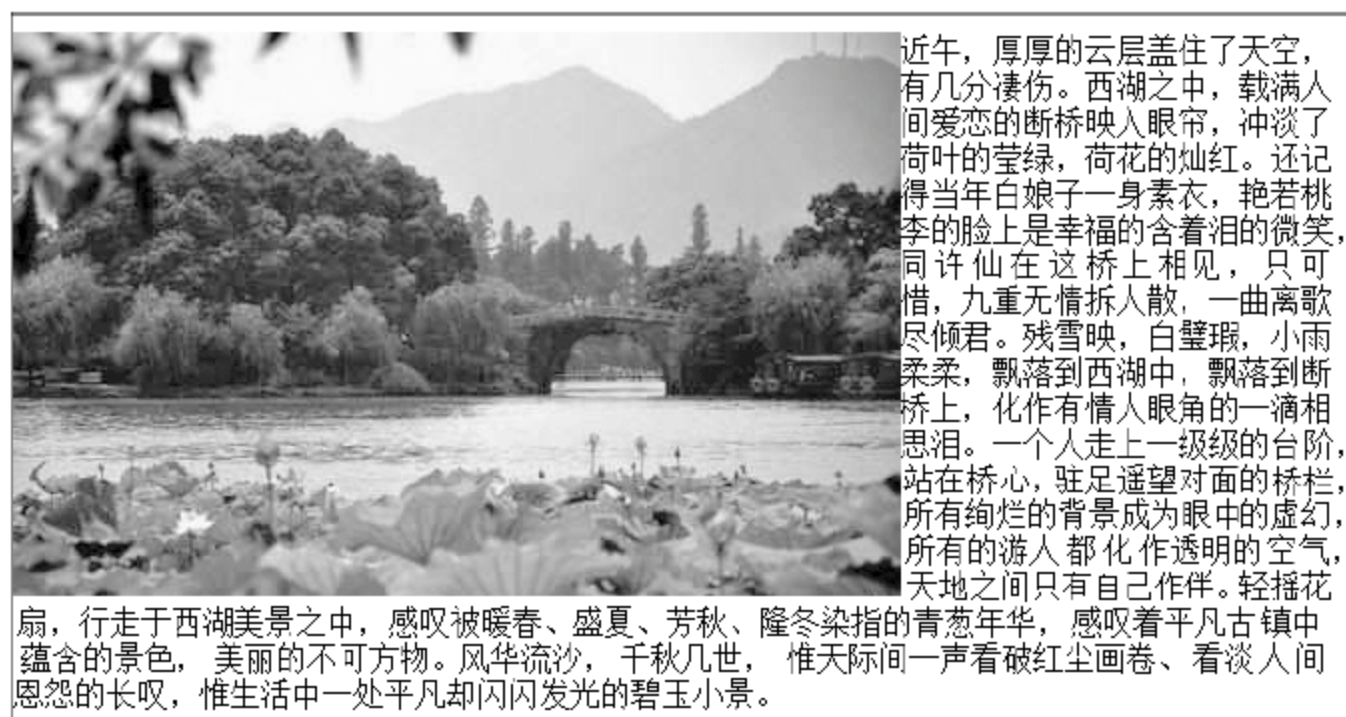 近午，厚厚的云层盖住了天空，
有几分凄伤。西湖之中，载满人
间爱恋的断桥映入眼帘，冲淡了
荷叶的莹绿，荷花的灿红。还记
得当年白娘子一身素衣，艳若桃
李的脸上是幸福的含着泪的微笑，
同许仙在这桥上相见，只可
惜，九重无情拆人散，一曲离歌
尽倾君。残雪映，白璧瑕，小雨
柔柔，飘落到西湖中，飘落到断
桥上，化作有情人眼角的一滴相
思泪。一个人走上一级级的台阶，
站在桥心，驻足遥望对面的桥栏，
所有绚烂的背景成为眼中的虚幻，
所有的游人都化作透明的空气，
天地之间只有自己作伴。轻摇花
扇，行走于西湖美景之中，感叹被暖春、盛夏、芳秋、隆冬染指的青葱年华，感叹着平凡古镇中
蕴含的景色，美丽的不可方物。风华流沙，千秋几世，惟天际间一声看破红尘画卷、看淡人间
恩怨的长叹，惟生活中一处平凡却闪闪发光的碧玉小景。